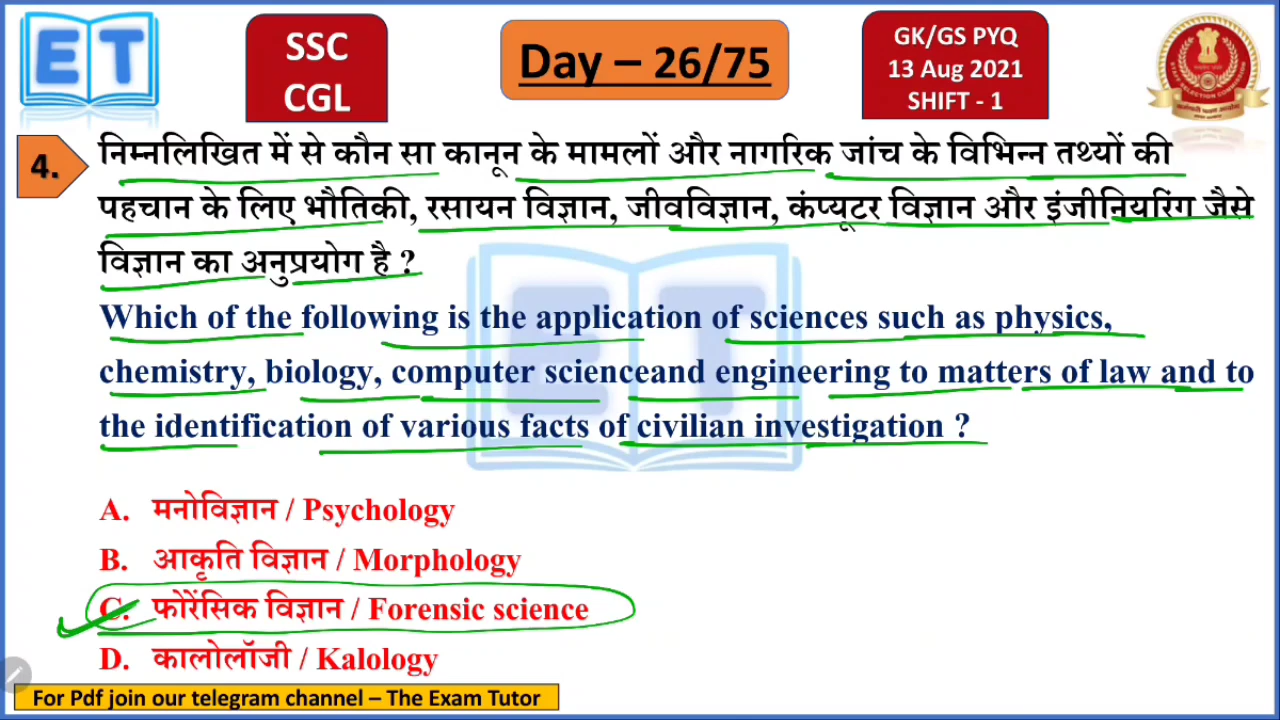 ET
SSC
CGL
Day – 26/75
GK/GS PYQ
13 Aug 2021
SHIFT - 1
4.
निम्नलिखित में से कौन सा कानून के मामलों और नागरिक जांच के विभिन्न तथ्यों की
पहचान के लिए भौतिकी, रसायन विज्ञान, जीवविज्ञान, कंप्यूटर विज्ञान और इंजीनियरिंग जैसे
विज्ञान का अनुप्रयोग है ?
Which of the following is the application of sciences such as physics,
chemistry, biology, computer scienceand engineering to matters of law and to
the identification of various facts of civilian investigation ?
A. मनोविज्ञान / Psychology
B. आकृति विज्ञान / Morphology
C. फोरेंसिक विज्ञान / Forensic science
D. कालोलॉजी / Kalology
For Pdf join our telegram channel – The Exam Tutor
ET